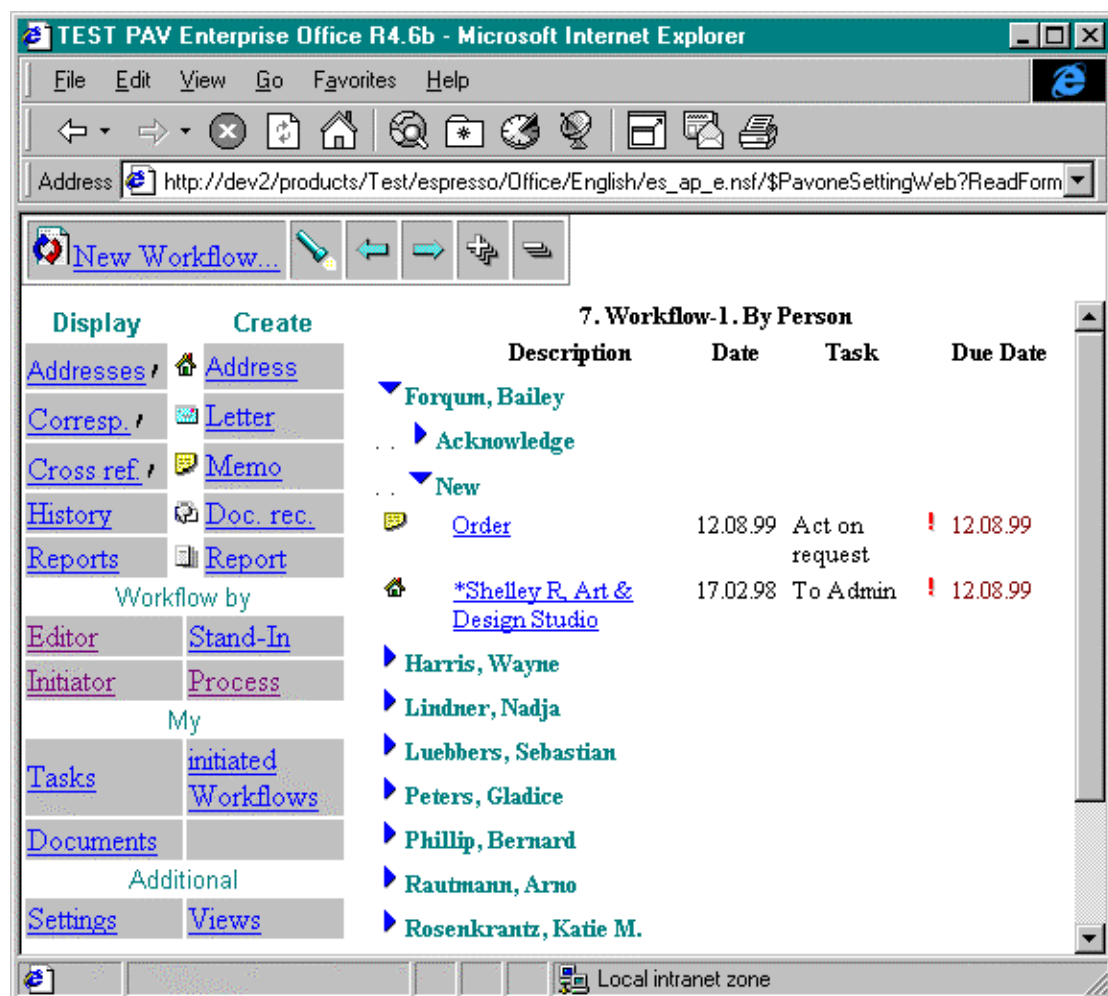 TEST PAV Enterprise Office R4.6b - Microsoft Internet Explorer
File Edit View Go Favorites Help
Address http://dev2/products/Test/espresso/Office/English/es_ap_e.nsf/$PavoneSettingWeb?ReadForm
New Workflow...
Display Create
Addresses Address
Corresp. Letter
Cross ref. Memo
History Doc. rec.
Reports Report
Workflow by
Editor Stand-In
Initiator Process
My
Tasks initiated Workflows
Documents
Additional
Settings Views
7. Workflow-1. By Person
Description Date Task Due Date
Forqum, Bailey
. . Acknowledge
. . New
Order 12.08.99 Act on request ! 12.08.99
*Shelley R, Art & 17.02.98 To Admin ! 12.08.99
Design Studio
Harris, Wayne
Lindner, Nadja
Luebbers, Sebastian
Peters, Gladice
Phillip, Bernard
Rautmann, Arno
Rosenkrantz, Katie M.
Local intranet zone